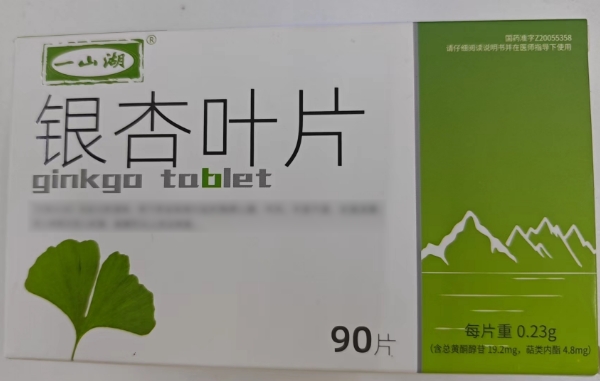 一山湖®
国药准字Z20055358
请仔细阅读说明书并在医师指导下使用
银杏叶片
ginkgo tablet
90片
每片重 0.23g
(含总黄酮醇苷 19.2mg，萜类内酯 4.8mg)